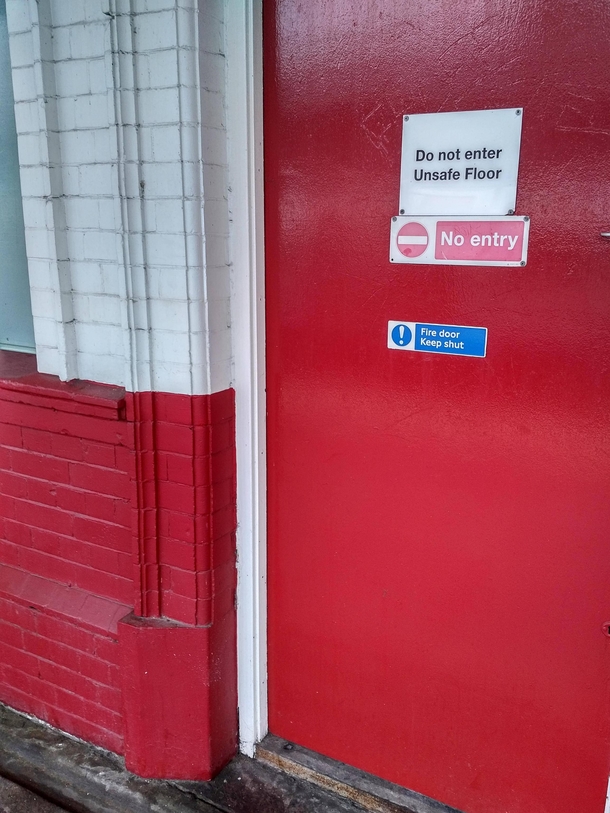 Do not enter
Unsafe Floor
No entry
Fire door
Keep shut